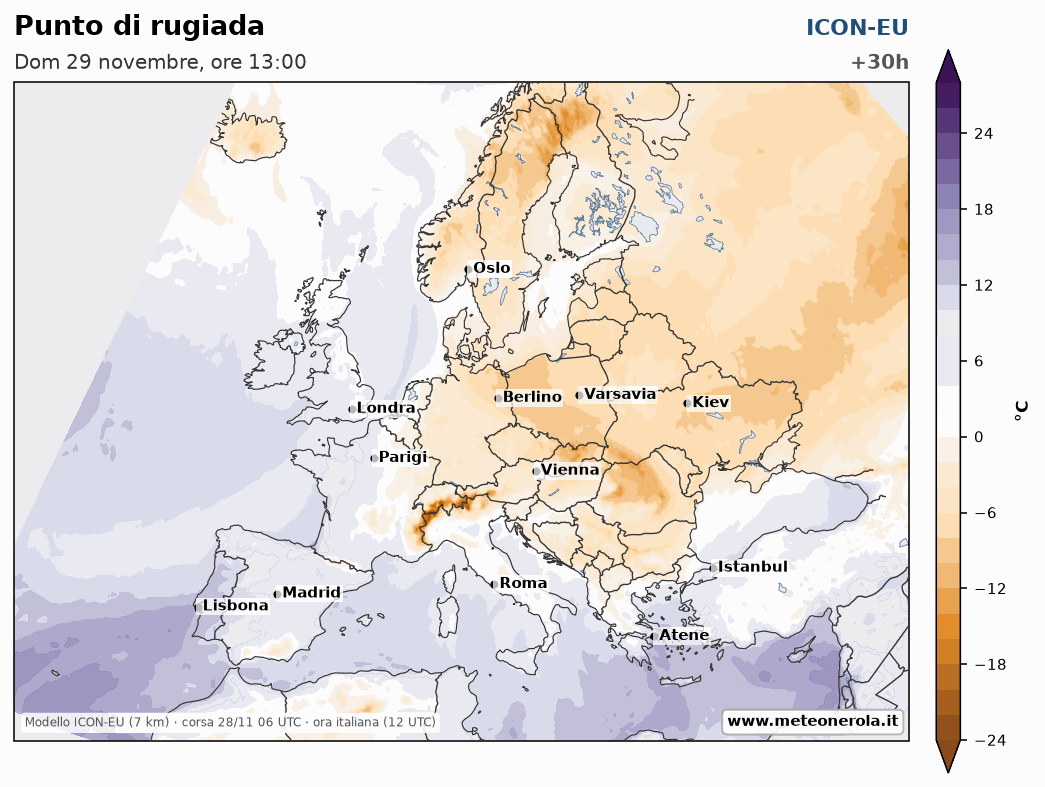 Punto di rugiada
ICON-EU
Dom 29 novembre, ore 13:00
+30h
24
18
12
6
0
−6
−12
−18
−24
°C
Oslo
Berlino
Varsavia
Kiev
Londra
Parigi
Vienna
Istanbul
Roma
Madrid
Lisbona
Atene
Modello ICON-EU (7 km) · corsa 28/11 06 UTC · ora italiana (12 UTC)
www.meteonerola.it